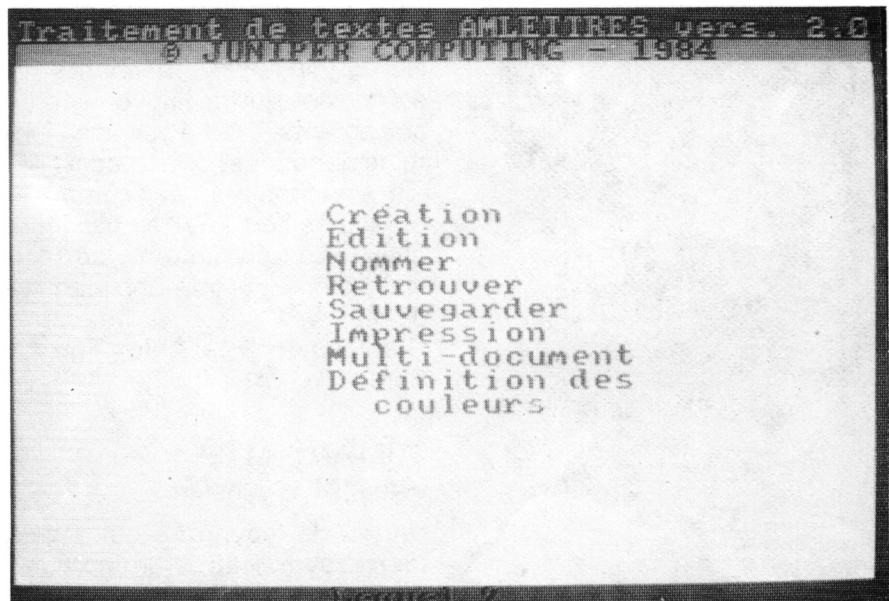 Traitement de textes AMLETTRES vers. 2.0
© JUNIPER COMPUTING - 1984
Création
Edition
Nommer
Retrouver
Sauvegarder
Impression
Multi-document
Définition des
couleurs
Lequel ?